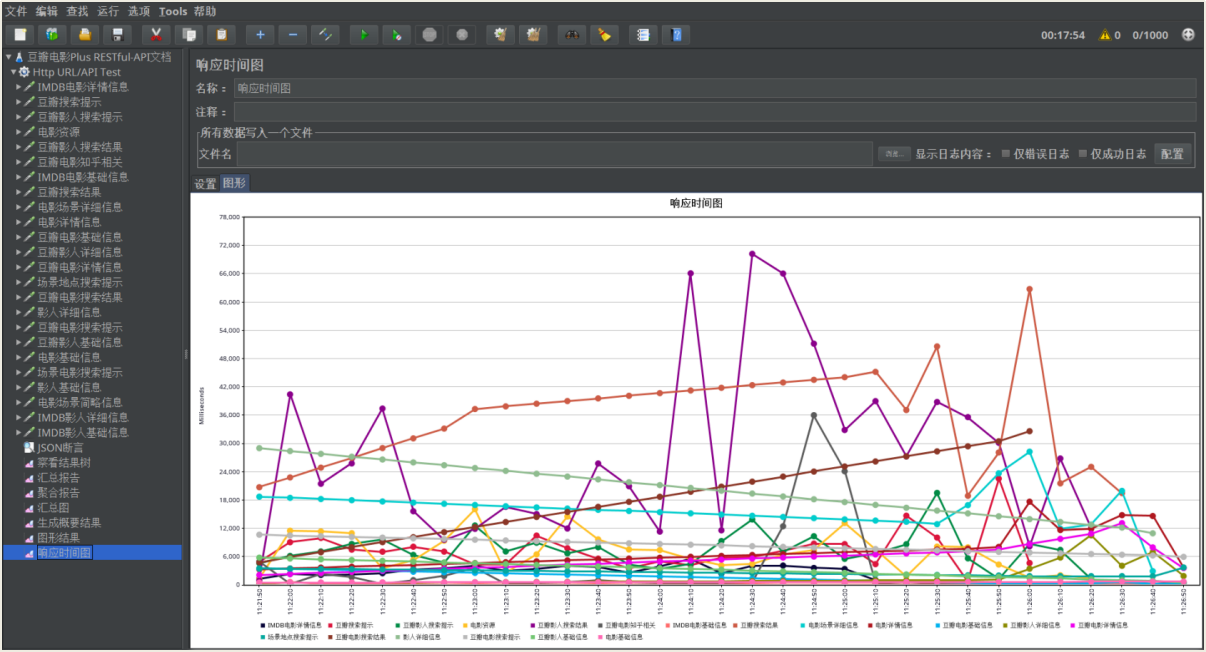 文件 编辑 查找 运行 选项 Tools 帮助
00:17:54 0 0/1000
豆瓣电影Plus RESTful-API文档
Http URL/API Test
IMDB电影详情信息
豆瓣搜索提示
豆瓣影人搜索提示
电影资源
豆瓣影人搜索结果
豆瓣电影知乎相关
IMDB电影基础信息
豆瓣搜索结果
电影场景详细信息
电影详情信息
豆瓣电影基础信息
豆瓣影人详细信息
豆瓣电影详情信息
场景地点搜索提示
豆瓣电影搜索结果
影人详细信息
豆瓣电影搜索提示
豆瓣影人基础信息
电影基础信息
场景电影搜索提示
影人基础信息
电影场景简略信息
IMDB影人详细信息
IMDB影人基础信息
JSON断言
察看结果树
汇总报告
聚合报告
汇总图
生成概要结果
图形结果
响应时间图
响应时间图
名称： 响应时间图
注释：
所有数据写入一个文件
文件名 显示日志内容： 仅错误日志 仅成功日志 配置
设置 图形
响应时间图
78,000
72,000
66,000
60,000
54,000
48,000
42,000
36,000
30,000
24,000
18,000
12,000
6,000
0
Milliseconds
11:21:50 11:22:00 11:22:10 11:22:20 11:22:30 11:22:40 11:22:50 11:23:00 11:23:10 11:23:20 11:23:30 11:23:40 11:23:50 11:24:00 11:24:10 11:24:20 11:24:30 11:24:40 11:24:50 11:25:00 11:25:10 11:25:20 11:25:30 11:25:40 11:25:50 11:26:00 11:26:10 11:26:20 11:26:30 11:26:40 11:26:50
IMDB电影详情信息 豆瓣搜索提示 豆瓣影人搜索提示 电影资源 豆瓣影人搜索结果 豆瓣电影知乎相关 IMDB电影基础信息 豆瓣搜索结果 电影场景详细信息 电影详情信息 豆瓣电影基础信息 豆瓣影人详细信息 豆瓣电影详情信息
场景地点搜索提示 豆瓣电影搜索结果 影人详细信息 豆瓣电影搜索提示 豆瓣影人基础信息 电影基础信息